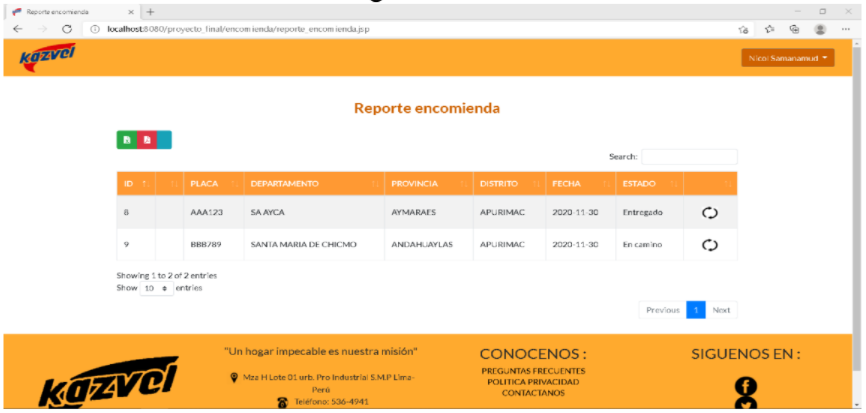 Reporte encomienda
localhost:8080/proyecto_final/encomienda/reporte_encomienda.jsp
kazvel
Nicol Samanamud
Reporte encomienda
Search:
ID PLACA DEPARTAMENTO PROVINCIA DISTRITO FECHA ESTADO
8 AAA123 SAAYCA AYMARAES APURIMAC 2020-11-30 Entregado
9 BBB789 SANTA MARIA DE CHICMO ANDAHUAYLAS APURIMAC 2020-11-30 En camino
Showing 1 to 2 of 2 entries
Show 10 entries
Previous 1 Next
kazvel
"Un hogar impecable es nuestra misión"
Mza H Lote 01 urb. Pro Industrial S.M.P Lima-
Perú
Teléfono: 536-4941
CONOCENOS :
PREGUNTAS FRECUENTES
POLITICA PRIVACIDAD
CONTACTANOS
SIGUENOS EN :